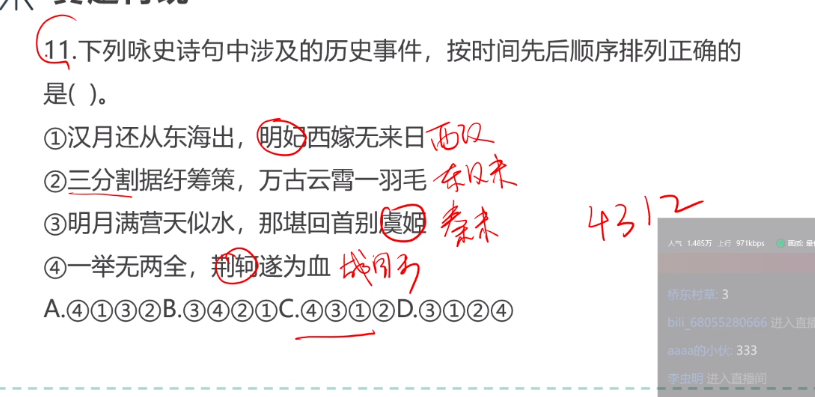 11.下列咏史诗句中涉及的历史事件，按时间先后顺序排列正确的
是( )。
①汉月还从东海出，明妃西嫁无来日 西汉
②三分割据纡筹策，万古云霄一羽毛 东汉末
③明月满营天似水，那堪回首别虞姬 秦末
④一举无两全，荆轲遂为血 战国末
4312
A.④①③②B.③④②①C.④③①②D.③①②④
人气 1.485万 上行 971kbps
桥东村草: 3
bili_68055280666 进入直播
aaaa的小伙: 333
李虫明 进入直播间